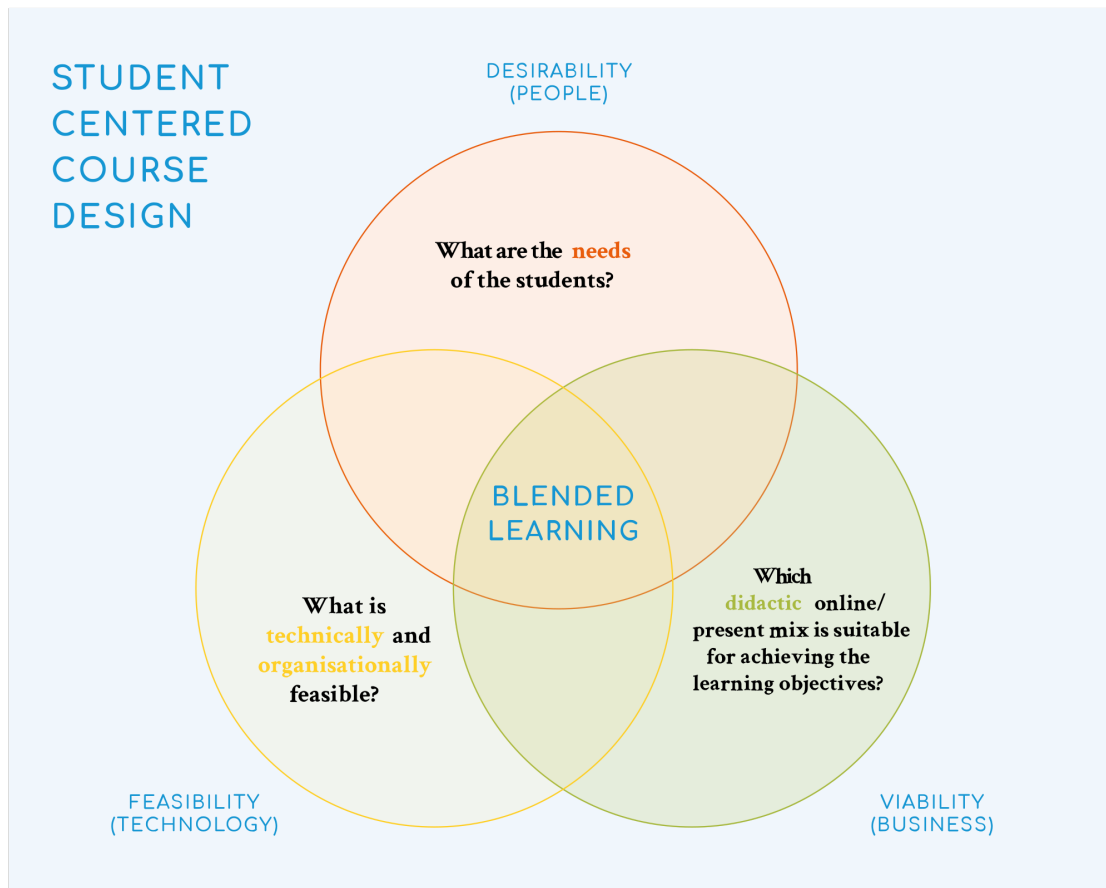 STUDENT
CENTERED
COURSE
DESIGN
DESIRABILITY
(PEOPLE)
What are the needs
of the students?
BLENDED
LEARNING
What is
technically and
organisationally
feasible?
Which
didactic online/
present mix is suitable
for achieving the
learning objectives?
FEASIBILITY
(TECHNOLOGY)
VIABILITY
(BUSINESS)